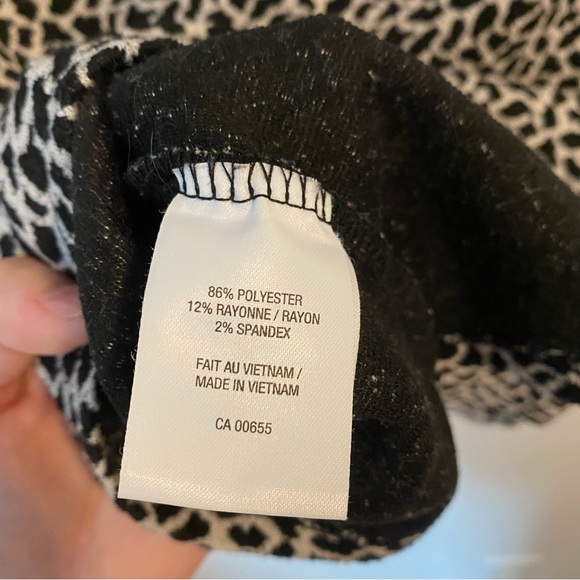 86% POLYESTER
12% RAYONNE / RAYON
2% SPANDEX
FAIT AU VIETNAM /
MADE IN VIETNAM
CA 00655